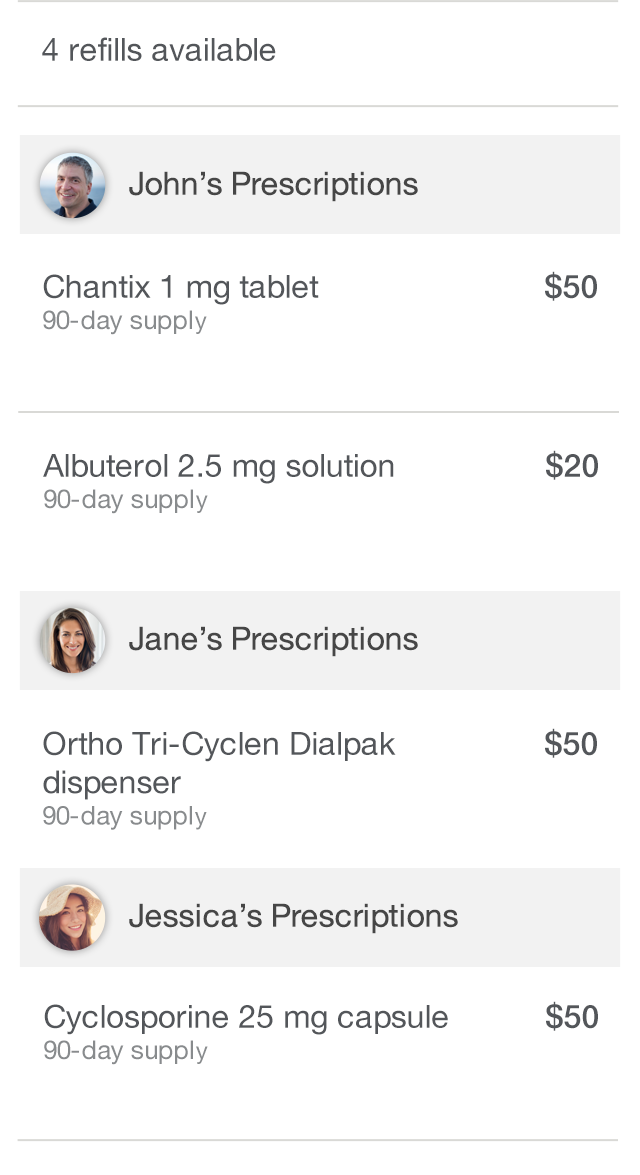 4 refills available
John’s Prescriptions
Chantix 1 mg tablet $50
90-day supply
Albuterol 2.5 mg solution $20
90-day supply
Jane’s Prescriptions
Ortho Tri-Cyclen Dialpak $50
dispenser
90-day supply
Jessica’s Prescriptions
Cyclosporine 25 mg capsule $50
90-day supply